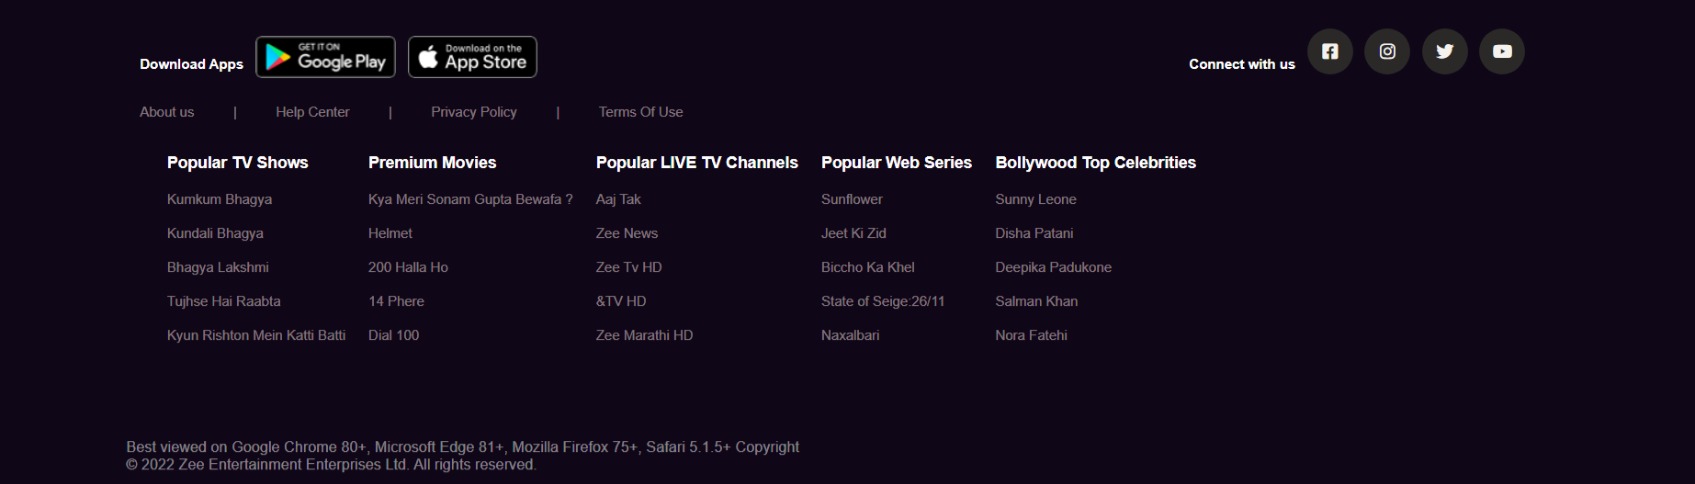 Download Apps GET IT ON Google Play Download on the App Store Connect with us
About us | Help Center | Privacy Policy | Terms Of Use
Popular TV Shows Premium Movies Popular LIVE TV Channels Popular Web Series Bollywood Top Celebrities
Kumkum Bhagya Kya Meri Sonam Gupta Bewafa ? Aaj Tak Sunflower Sunny Leone
Kundali Bhagya Helmet Zee News Jeet Ki Zid Disha Patani
Bhagya Lakshmi 200 Halla Ho Zee Tv HD Biccho Ka Khel Deepika Padukone
Tujhse Hai Raabta 14 Phere &TV HD State of Seige:26/11 Salman Khan
Kyun Rishton Mein Katti Batti Dial 100 Zee Marathi HD Naxalbari Nora Fatehi
Best viewed on Google Chrome 80+, Microsoft Edge 81+, Mozilla Firefox 75+, Safari 5.1.5+ Copyright
© 2022 Zee Entertainment Enterprises Ltd. All rights reserved.